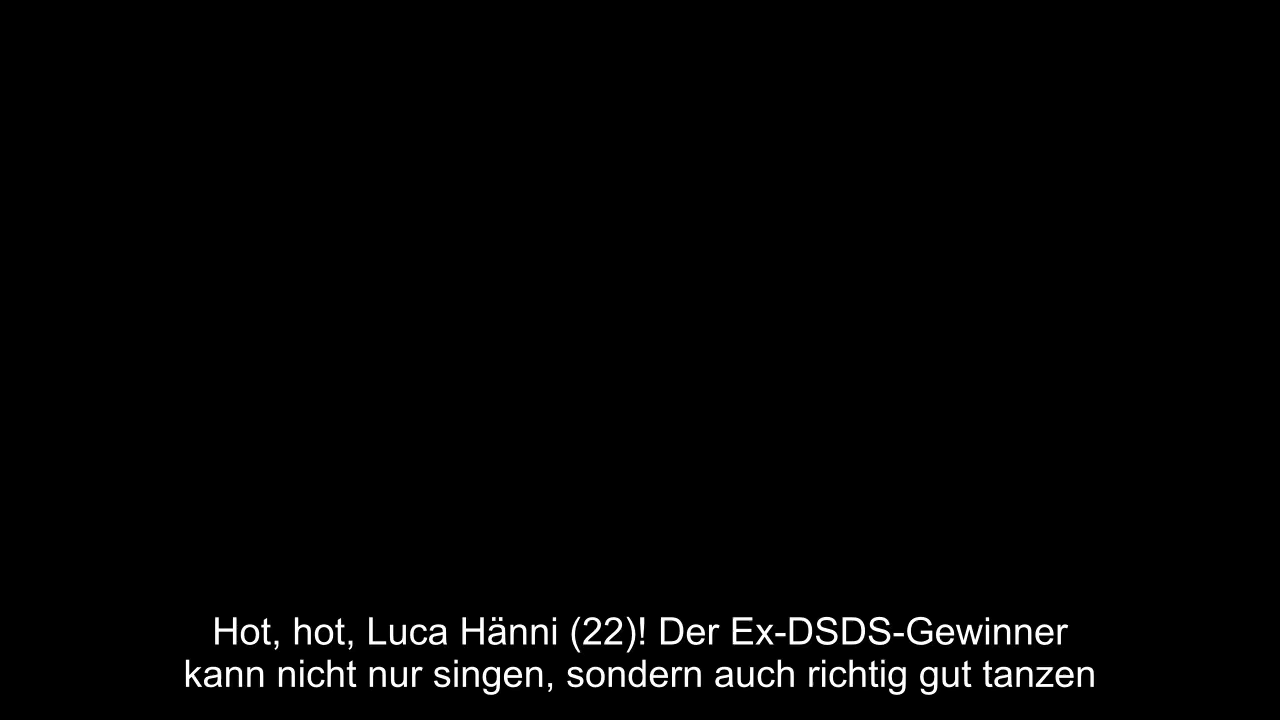 Hot, hot, Luca Hänni (22)! Der Ex-DSDS-Gewinner
kann nicht nur singen, sondern auch richtig gut tanzen